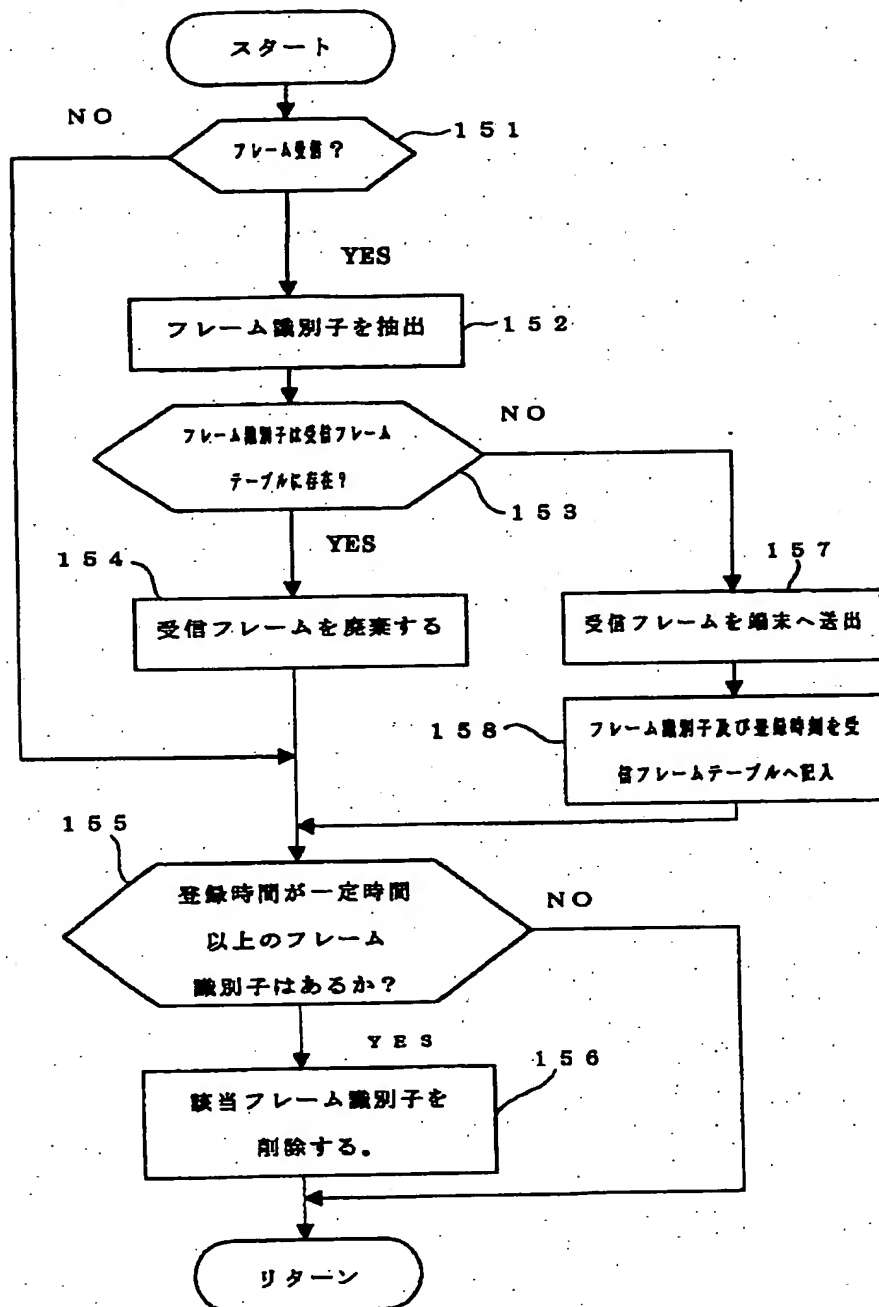 スタート
NO
151
フレーム受信？
YES
フレーム識別子を抽出
152
フレーム識別子は受信フレーム
テーブルに存在？
NO
153
YES
154
157
受信フレームを廃棄する
受信フレームを端末へ送出
158
フレーム識別子及び登録時刻を受
信フレームテーブルへ記入
155
登録時間が一定時間
以上のフレーム
識別子はあるか？
NO
YES
156
該当フレーム識別子を
削除する。
リターン